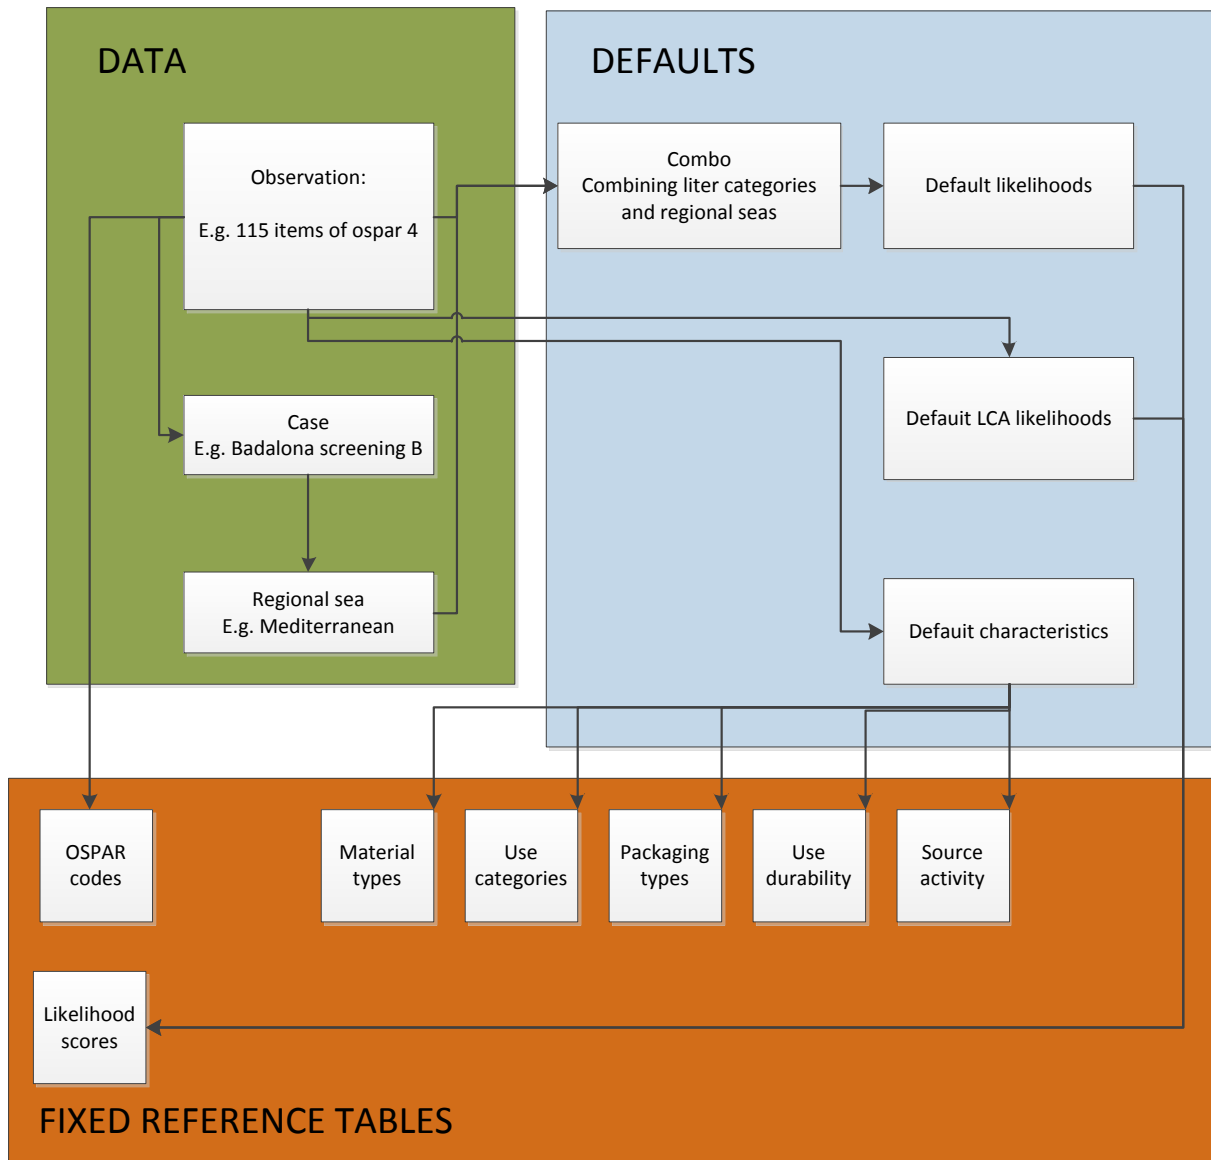 DATA
Observation:
E.g. 115 items of ospar 4
Case
E.g. Badalona screening B
Regional sea
E.g. Mediterranean
DEFAULTS
Combo
Combining liter categories
and regional seas
Default likelihoods
Defauit LCA likelihoods
Defauit characteristics
OSPAR
codes
Material
types
Use
categories
Packaging
types
Use
durability
Source
activity
Likelihood
scores
FIXED REFERENCE TABLES